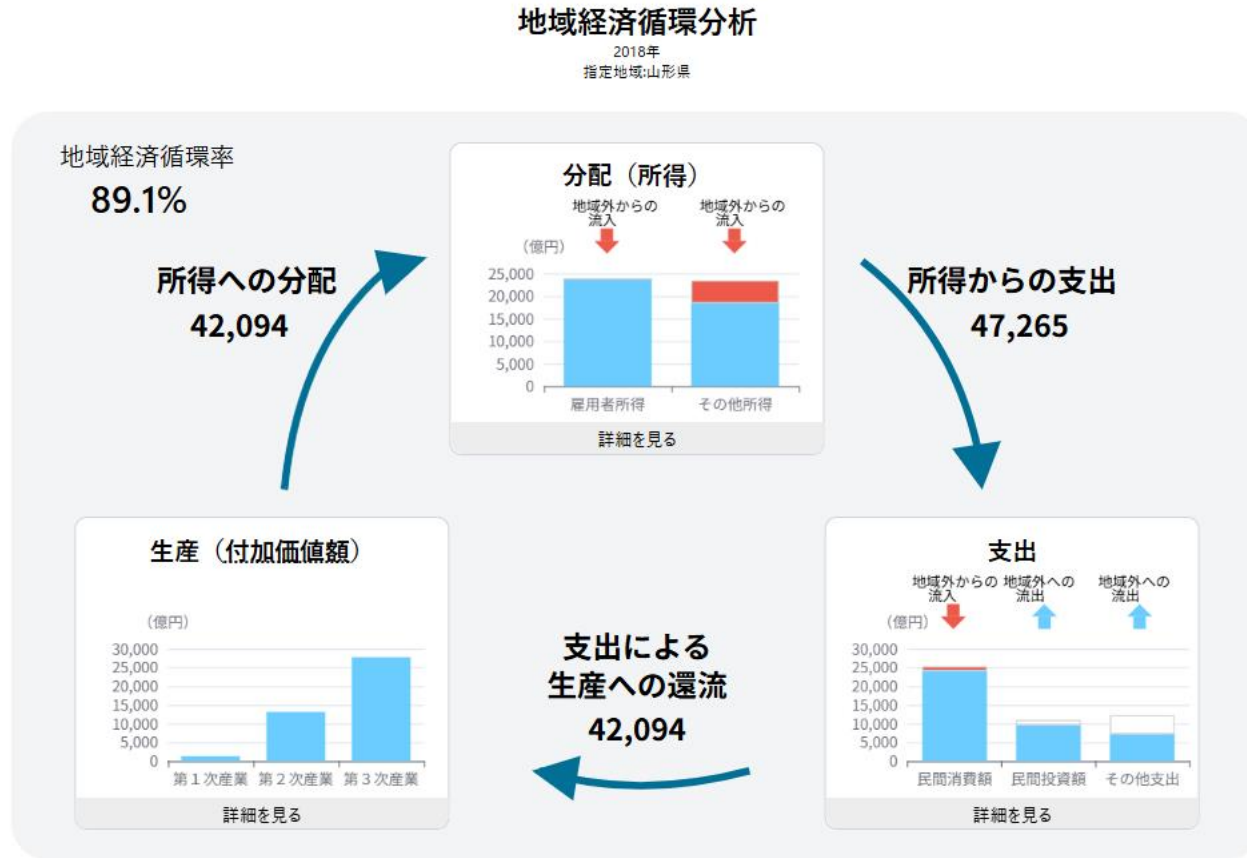 地域経済循環分析
2018年
指定地域:山形県
地域経済循環率
89.1%
所得への分配
42,094
分配（所得）
地域外からの
流入
地域外からの
流入
（億円）
25,000
20,000
15,000
10,000
5,000
0
雇用者所得
その他所得
詳細を見る
所得からの支出
47,265
生産（付加価値額）
（億円）
30,000
25,000
20,000
15,000
10,000
5,000
0
第１次産業
第２次産業
第３次産業
詳細を見る
支出による
生産への還流
42,094
支出
地域外からの
流入
地域外への
流出
地域外への
流出
（億円）
30,000
25,000
20,000
15,000
10,000
5,000
0
民間消費額
民間投資額
その他支出
詳細を見る